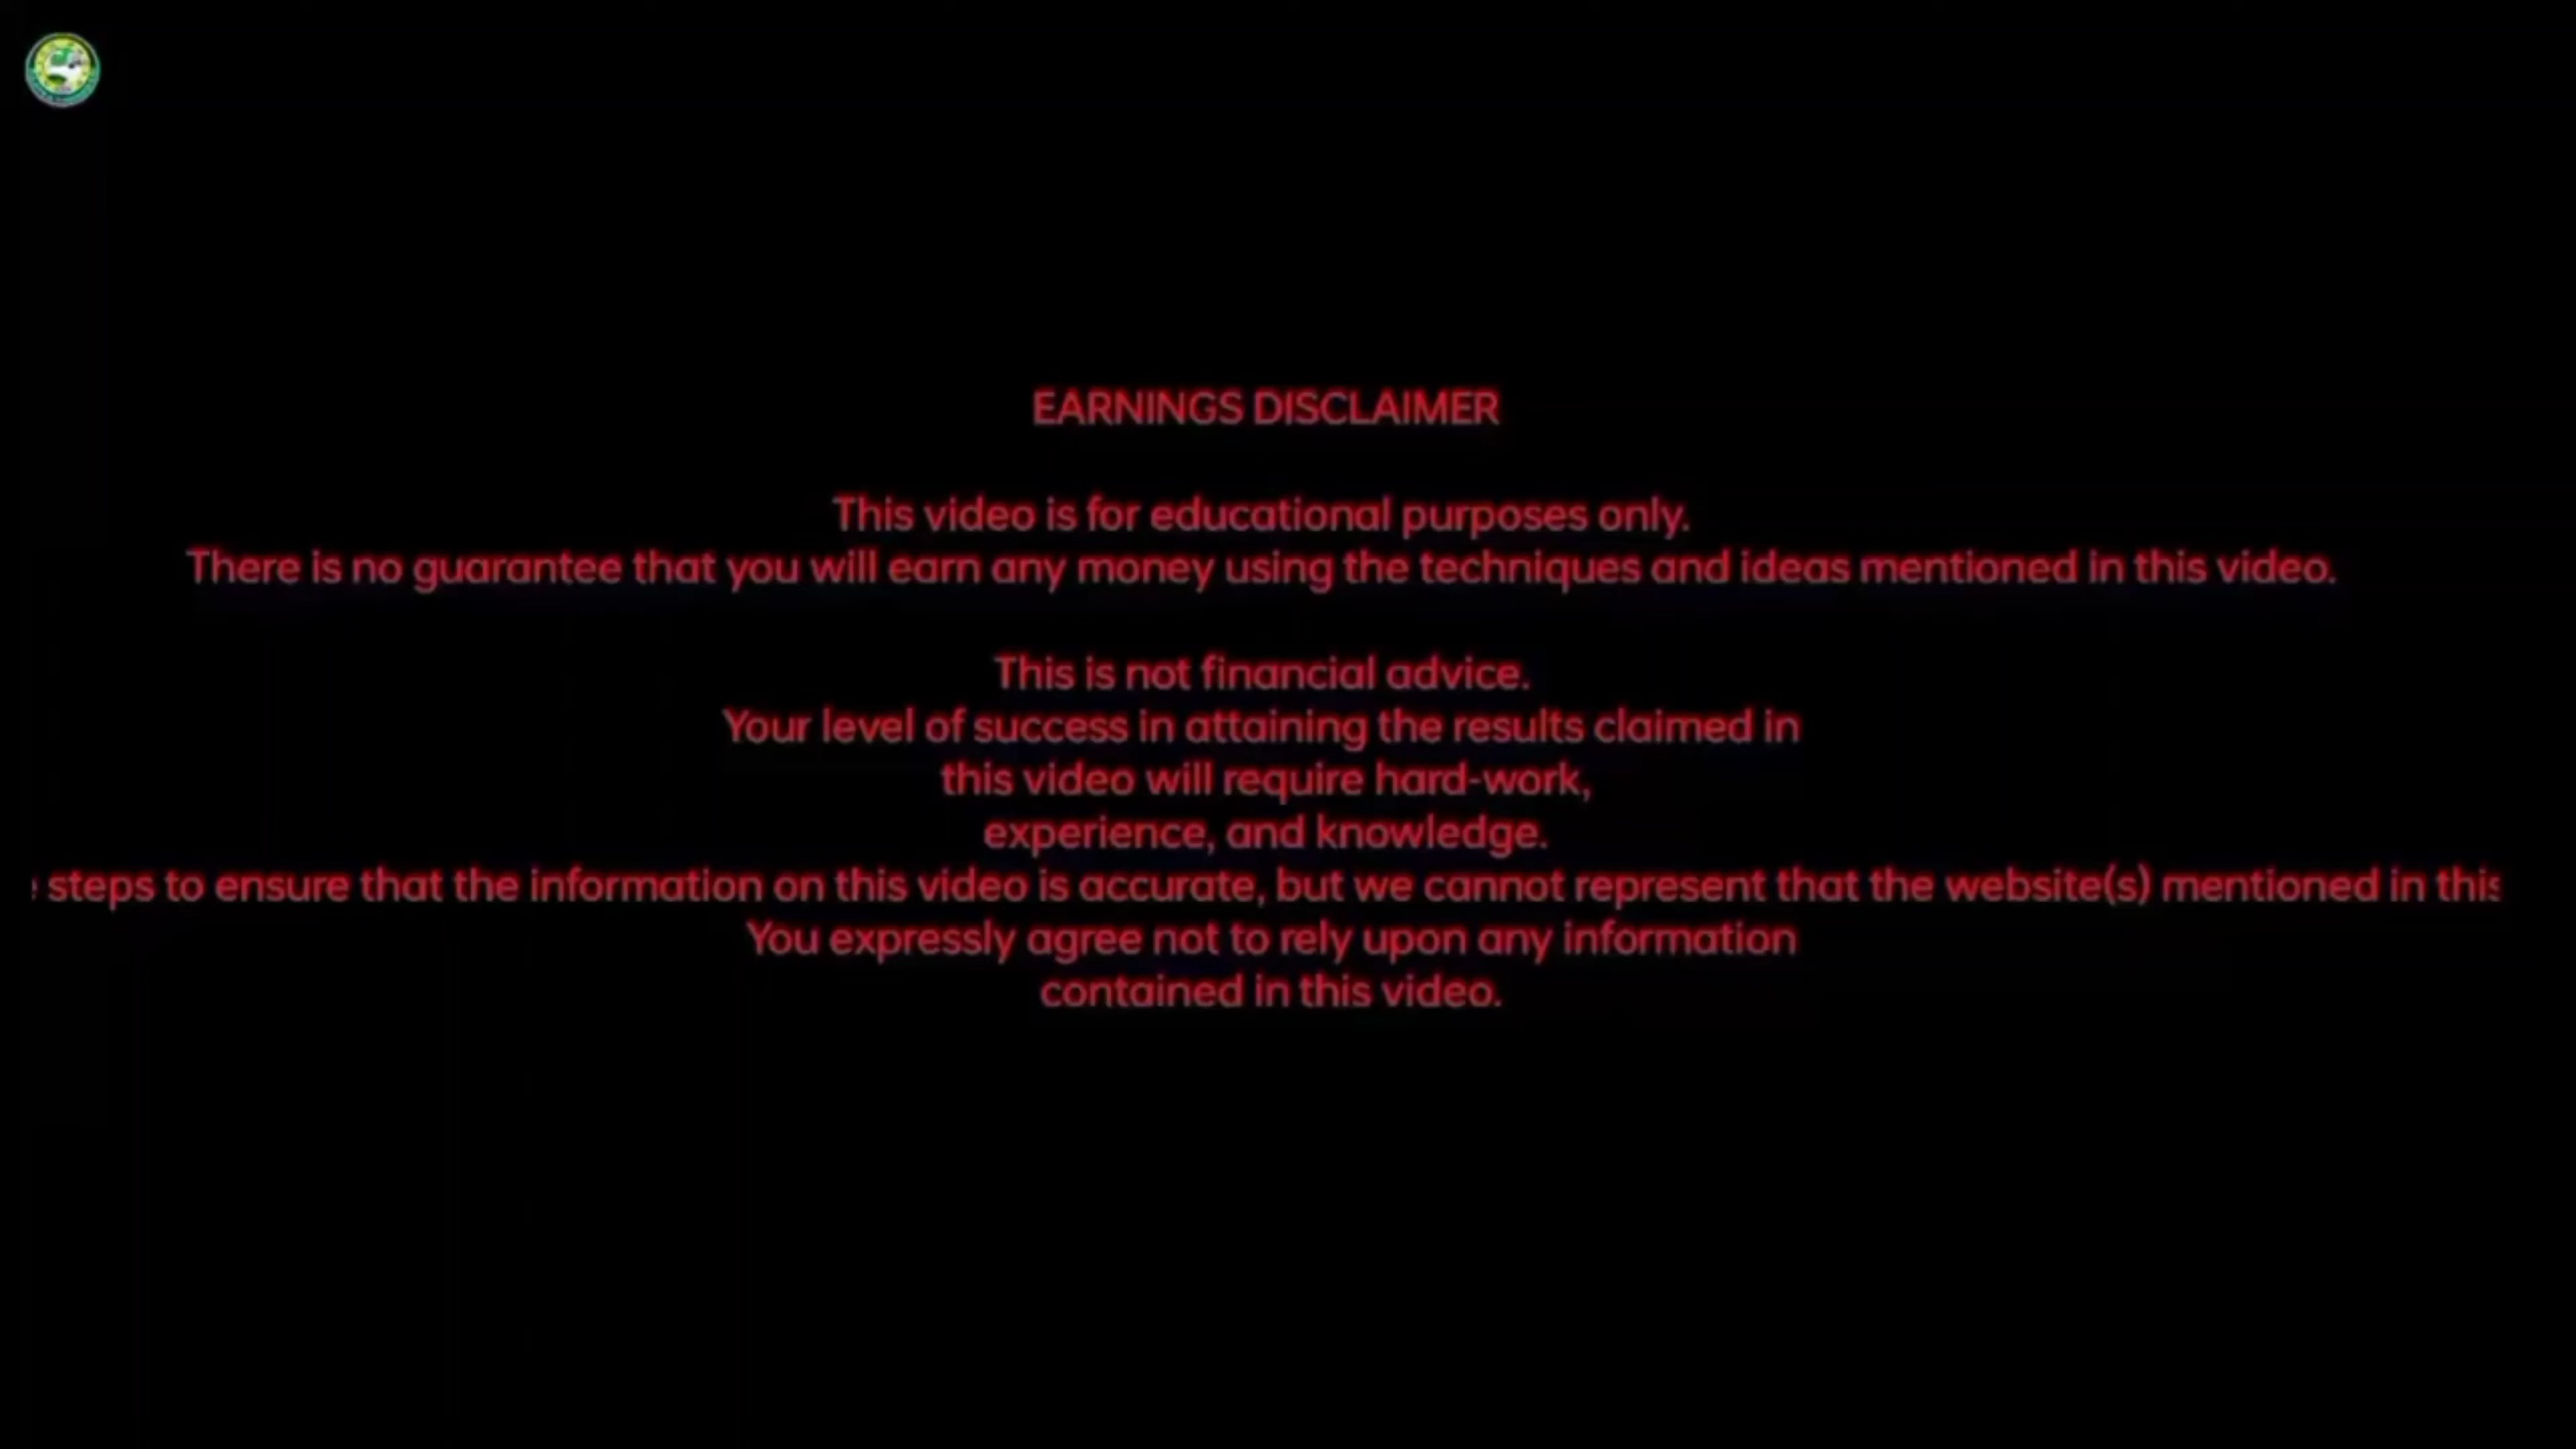 EARNINGS DISCLAIMER
This video is for educational purposes only.
There is no guarantee that you will earn any money using the techniques and ideas mentioned in this video.
This is not financial advice.
Your level of success in attaining the results claimed in
this video will require hard-work,
experience, and knowledge.
steps to ensure that the information on this video is accurate, but we cannot represent that the website(s) mentioned in this
You expressly agree not to rely upon any information
contained in this video.